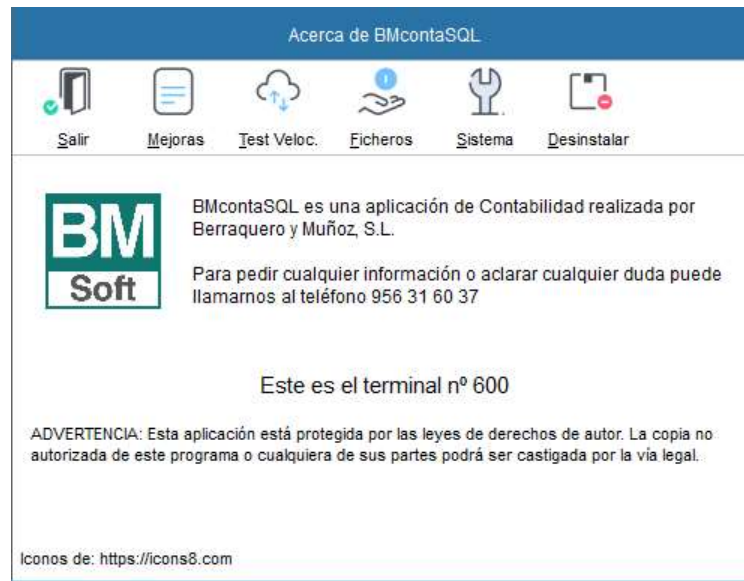 Acerca de BMcontaSQL
Salir Mejoras Test Veloc. Ficheros Sistema Desinstalar
BM
Soft
BMcontaSQL es una aplicación de Contabilidad realizada por
Berraquero y Muñoz, S.L.
Para pedir cualquier información o aclarar cualquier duda puede
llamarnos al teléfono 956 31 60 37
Este es el terminal nº 600
ADVERTENCIA: Esta aplicación está protegida por las leyes de derechos de autor. La copia no
autorizada de este programa o cualquiera de sus partes podrá ser castigada por la vía legal.
Iconos de: https://icons8.com